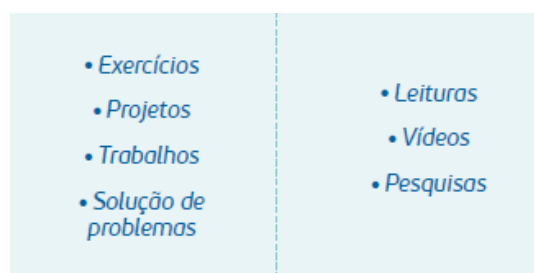 • Exercícios
• Projetos
• Trabalhos
• Solução de
problemas
• Leituras
• Vídeos
• Pesquisas